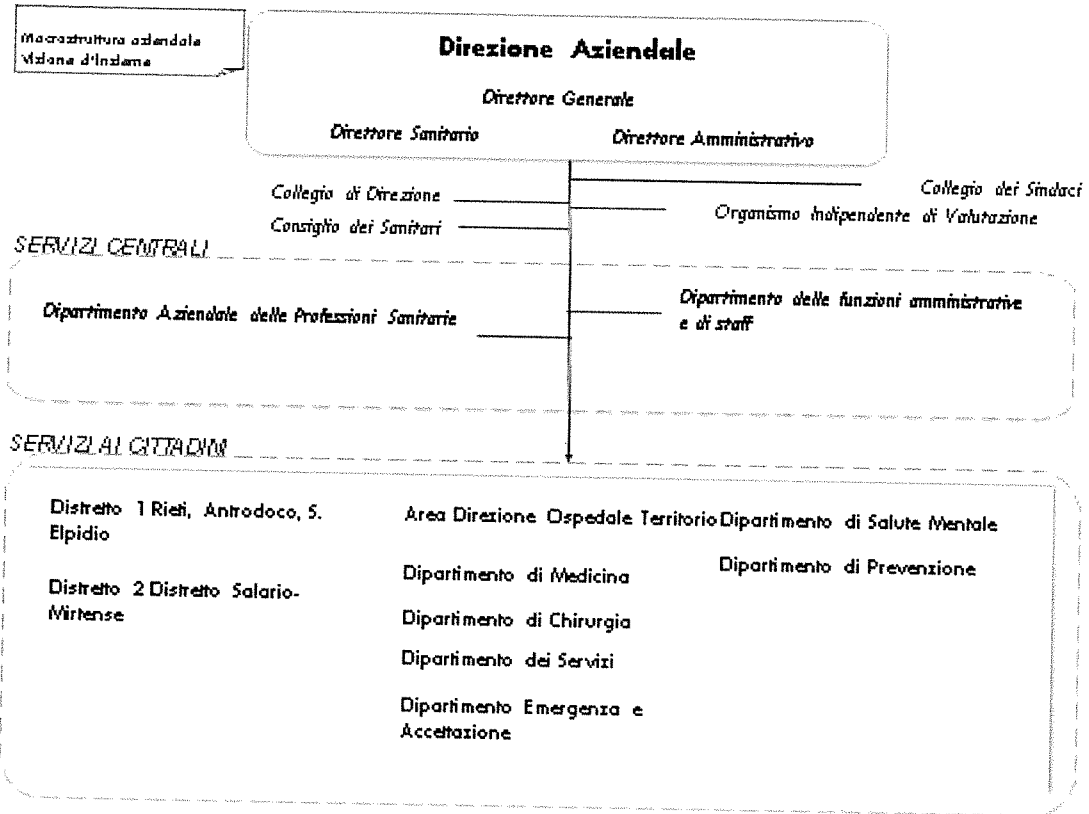 Macrostruttura aziendale
Visione d'Insieme
Direzione Aziendale
Direttore Generale
Direttore Sanitario
Direttore Amministrativo
Collegio di Direzione
Collegio dei Sindaci
Organismo Indipendente di Valutazione
Consiglio dei Sanitari
SERVIZI CENTRALI
Dipartimento Aziendale delle Professioni Sanitarie
Dipartimento delle funzioni amministrative
e di staff
SERVIZI AI CITTADINI
Distretto 1 Rieti, Antrodoco, S.
Elpidio
Distretto 2 Distretto Salario-
Mirtense
Area Direzione Ospedale Territorio
Dipartimento di Medicina
Dipartimento di Chirurgia
Dipartimento dei Servizi
Dipartimento Emergenza e
Accettazione
Dipartimento di Salute Mentale
Dipartimento di Prevenzione